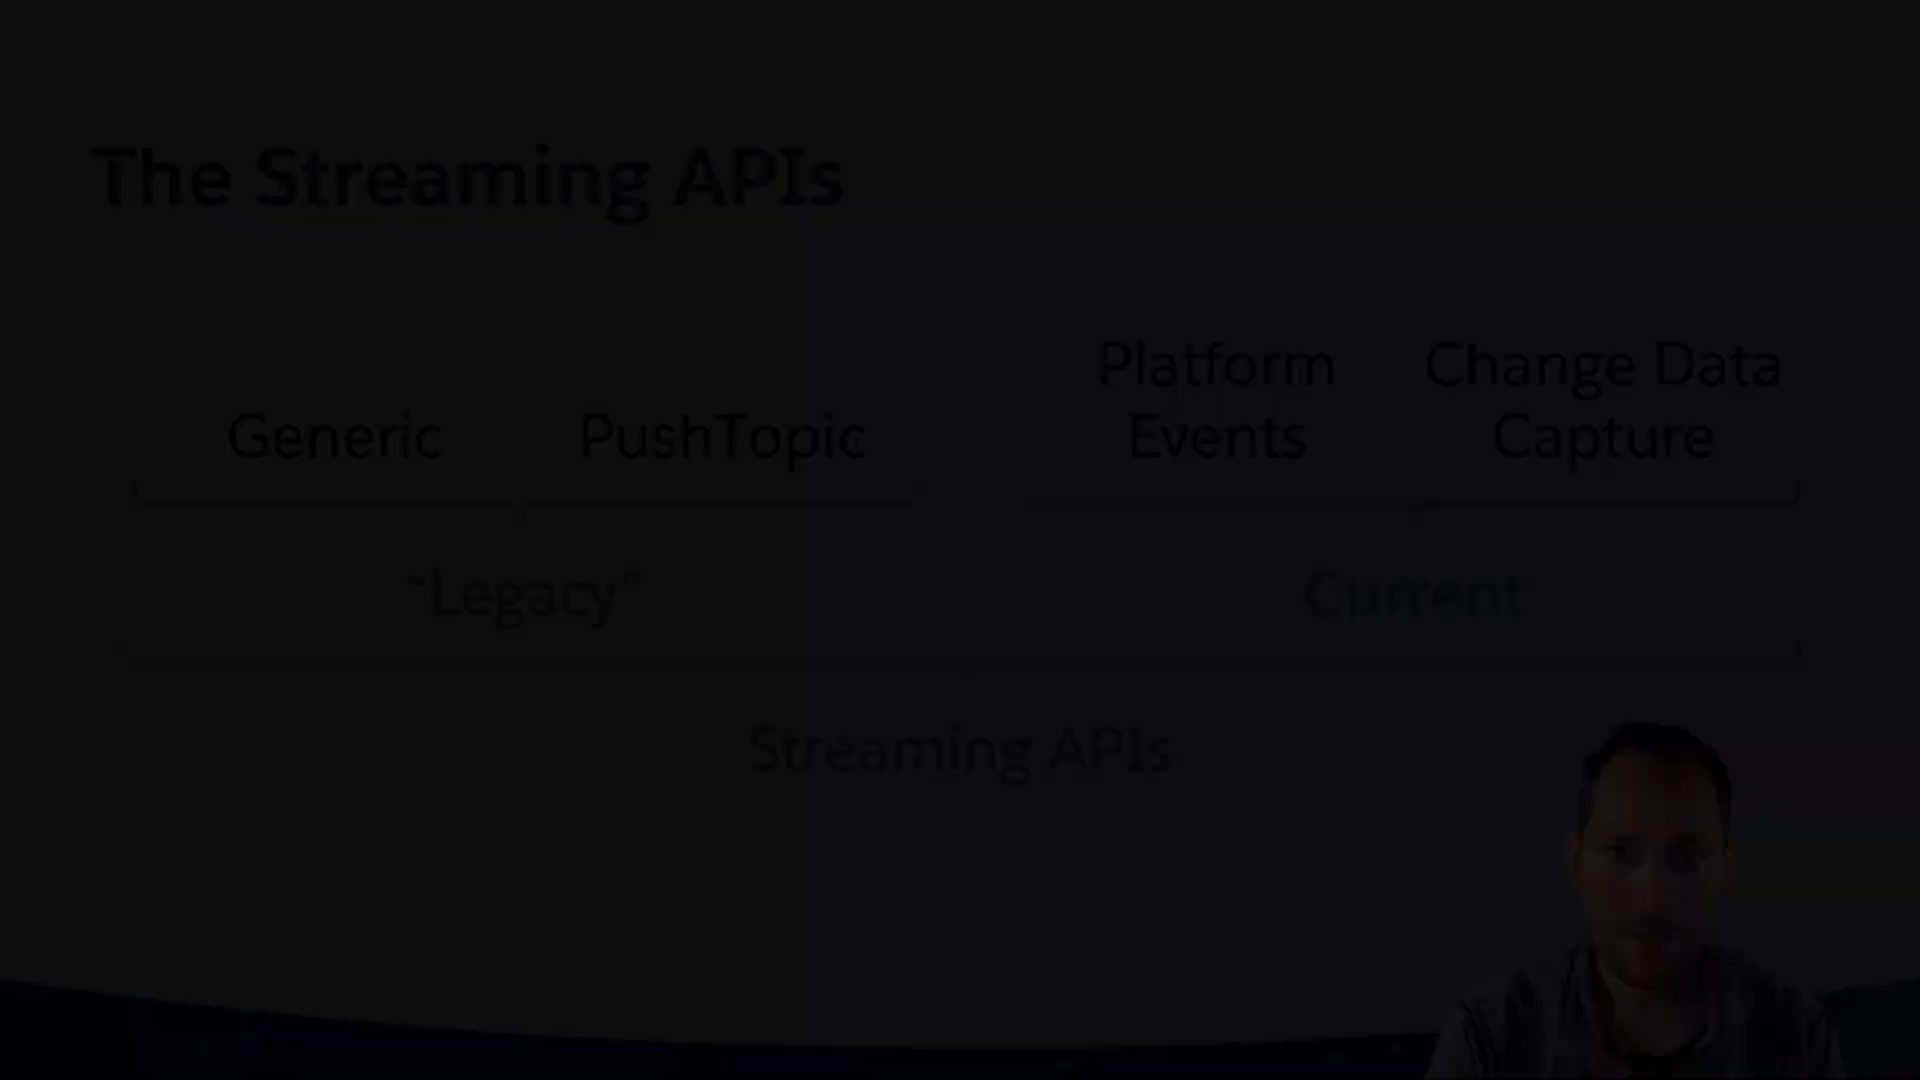 The Streaming APIs
Generic
PushTopic
Platform
Events
Change Data
Capture
"Legacy"
Current
Streaming APIs